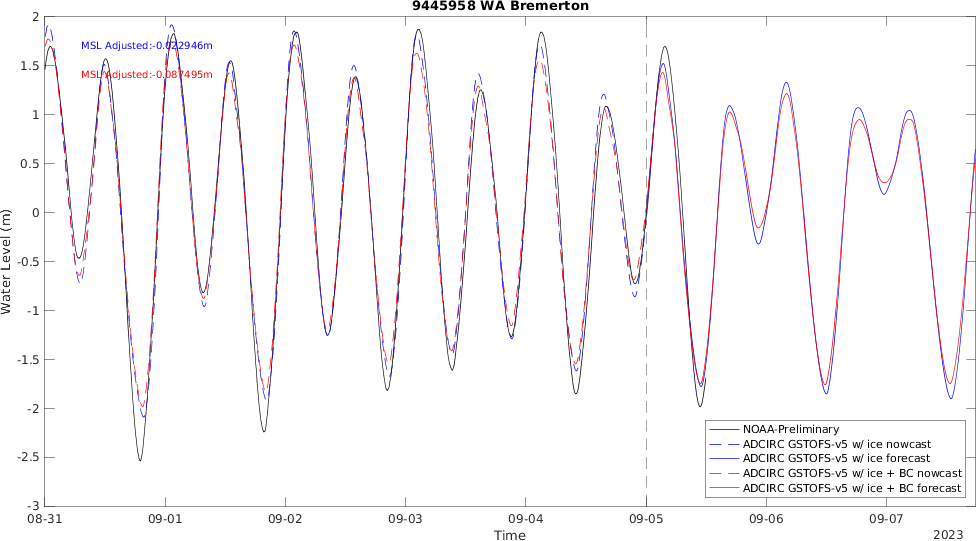 9445958 WA Bremerton
MSL Adjusted:-0.022946m
MSL Adjusted:-0.087495m
Water Level (m)
2
1.5
1
0.5
0
-0.5
-1
-1.5
-2
-2.5
-3
NOAA-Preliminary
ADCIRC GSTOFS-v5 w/ ice nowcast
ADCIRC GSTOFS-v5 w/ ice forecast
ADCIRC GSTOFS-v5 w/ ice + BC nowcast
ADCIRC GSTOFS-v5 w/ ice + BC forecast
08-31 09-01 09-02 09-03 09-04 09-05 09-06 09-07
Time
2023